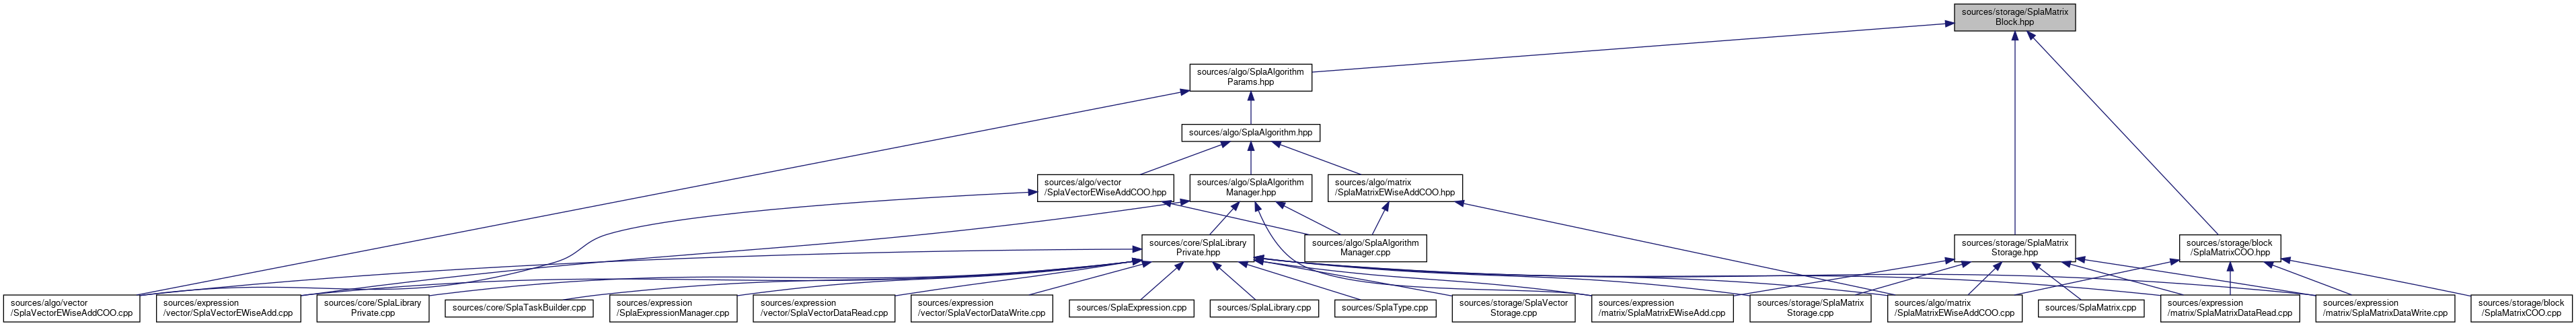 sources/storage/SplaMatrix
Block.hpp
sources/algo/SplaAlgorithm
Params.hpp
sources/algo/SplaAlgorithm.hpp
sources/algo/vector
/SplaVectorEWiseAddCOO.hpp
sources/algo/SplaAlgorithm
Manager.hpp
sources/algo/matrix
/SplaMatrixEWiseAddCOO.hpp
sources/core/SplaLibrary
Private.hpp
sources/algo/SplaAlgorithm
Manager.cpp
sources/storage/SplaMatrix
Storage.hpp
sources/storage/block
/SplaMatrixCOO.hpp
sources/algo/vector
/SplaVectorEWiseAddCOO.cpp
sources/expression
/vector/SplaVectorEWiseAdd.cpp
sources/core/SplaLibrary
Private.cpp
sources/core/SplaTaskBuilder.cpp
sources/expression
/SplaExpressionManager.cpp
sources/expression
/vector/SplaVectorDataRead.cpp
sources/expression
/vector/SplaVectorDataWrite.cpp
sources/SplaExpression.cpp
sources/SplaLibrary.cpp
sources/SplaType.cpp
sources/storage/SplaVector
Storage.cpp
sources/expression
/matrix/SplaMatrixEWiseAdd.cpp
sources/storage/SplaMatrix
Storage.cpp
sources/algo/matrix
/SplaMatrixEWiseAddCOO.cpp
sources/SplaMatrix.cpp
sources/expression
/matrix/SplaMatrixDataRead.cpp
sources/expression
/matrix/SplaMatrixDataWrite.cpp
sources/storage/block
/SplaMatrixCOO.cpp